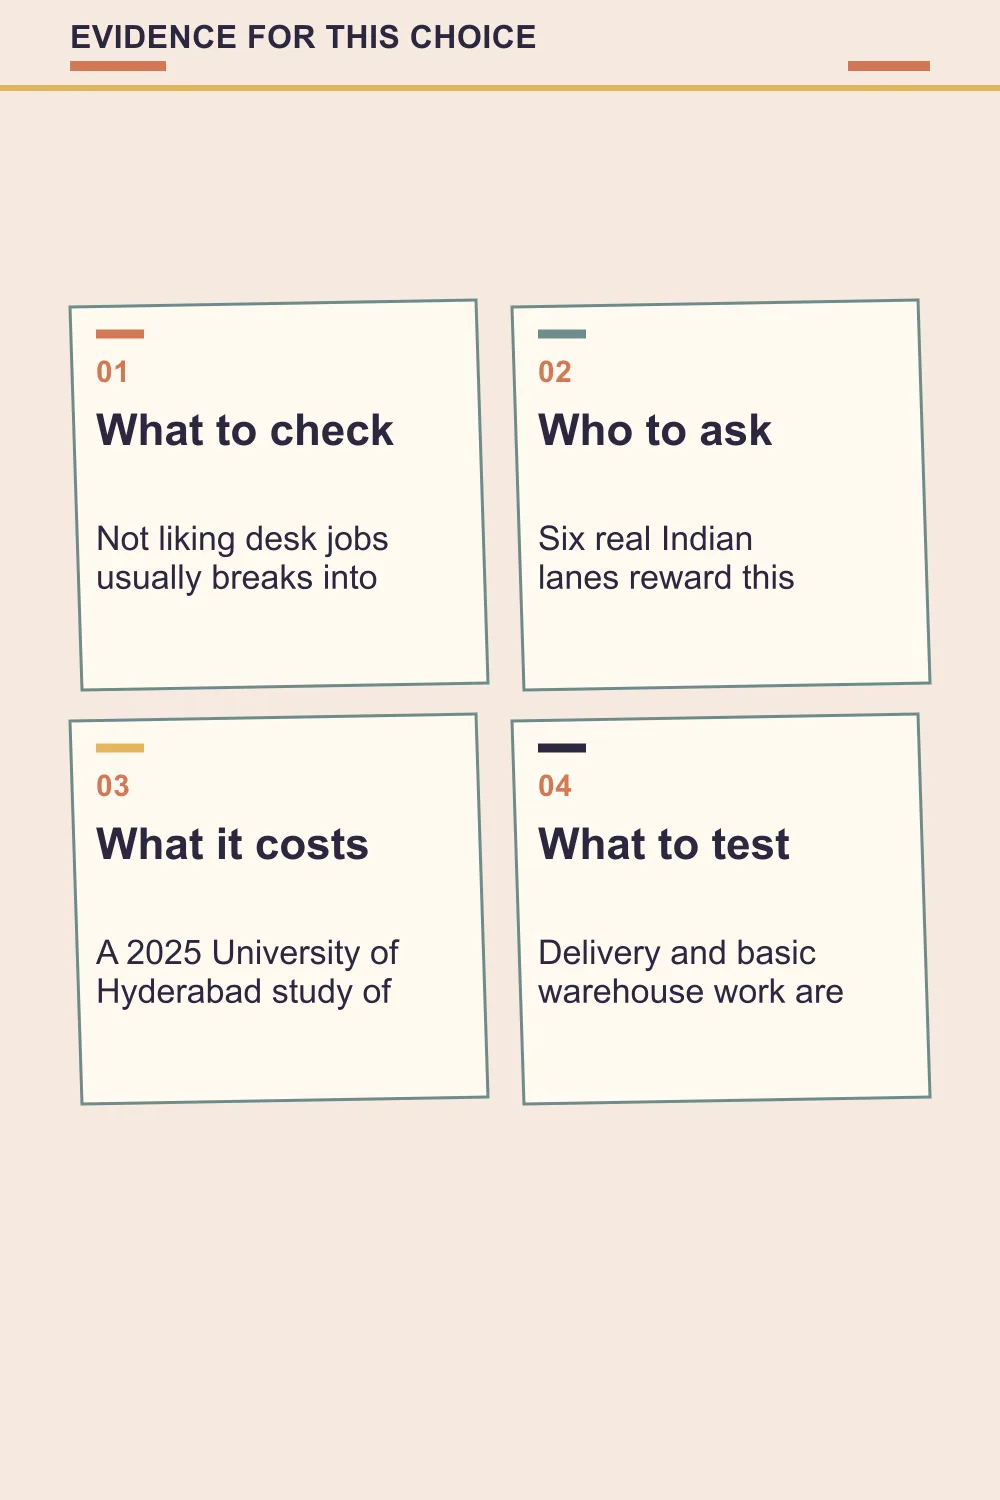 EVIDENCE FOR THIS CHOICE
01
What to check
Not liking desk jobs
usually breaks into
02
Who to ask
Six real Indian
lanes reward this
03
What it costs
A 2025 University of
Hyderabad study of
04
What to test
Delivery and basic
warehouse work are